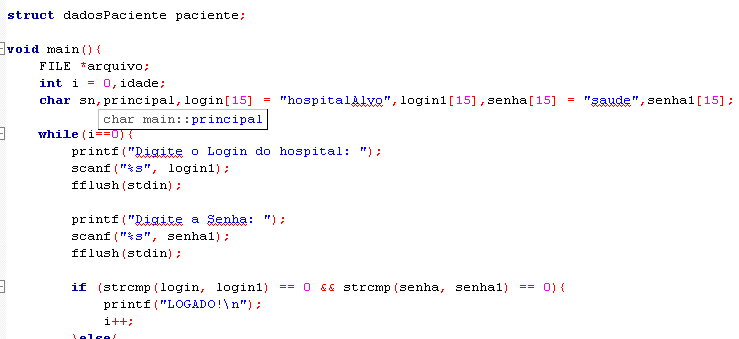 struct dadosPaciente paciente;
void main(){
FILE *arquivo;
int i = 0,idade;
char sn,principal,login[15] = "hospitalAlvo",login1[15],senha[15] = "saude",senha1[15];
char main::principal
while(i==0){
printf("Digite o Login do hospital: ");
scanf("%s", login1);
fflush(stdin);
printf("Digite a Senha: ");
scanf("%s", senha1);
fflush(stdin);
if (strcmp(login, login1) == 0 && strcmp(senha, senha1) == 0){
printf("LOGADO!\n");
i++;
}else{